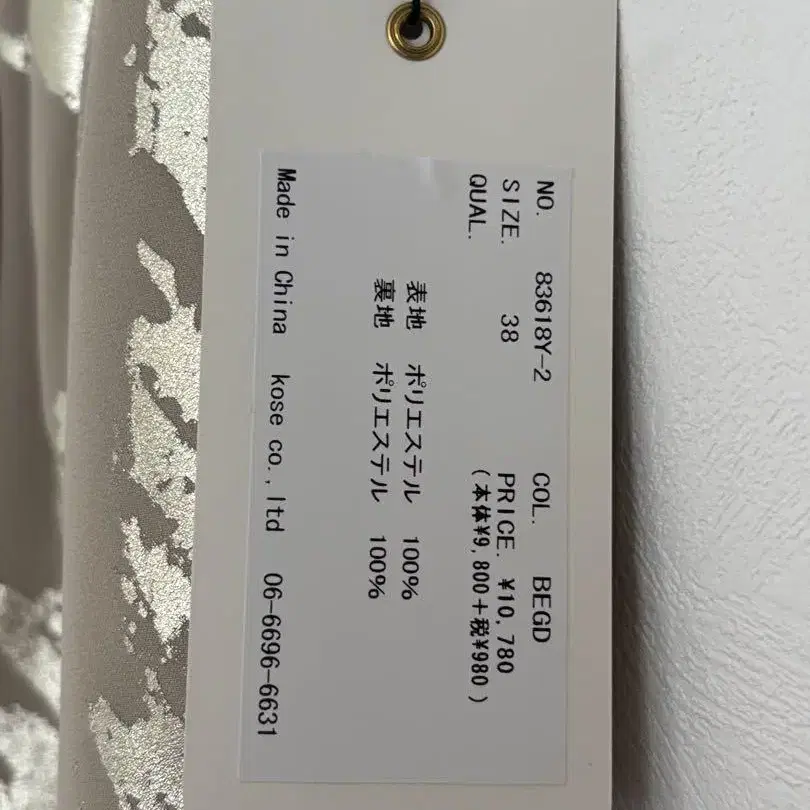 NO. 83618Y-2 COL. BEGD
SIZE. 38 PRICE. ¥10,780
QUAL. (本体¥9,800+税¥980)
表地 ポリエステル 100%
裏地 ポリエステル 100%
Made in China kose co.,ltd 06-6696-6631